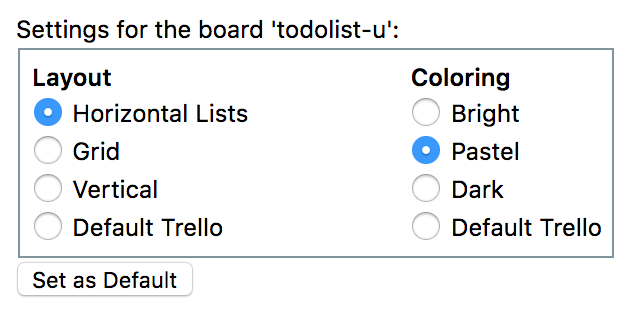 Settings for the board 'todolist-u':
Layout
Horizontal Lists
Grid
Vertical
Default Trello
Coloring
Bright
Pastel
Dark
Default Trello
Set as Default